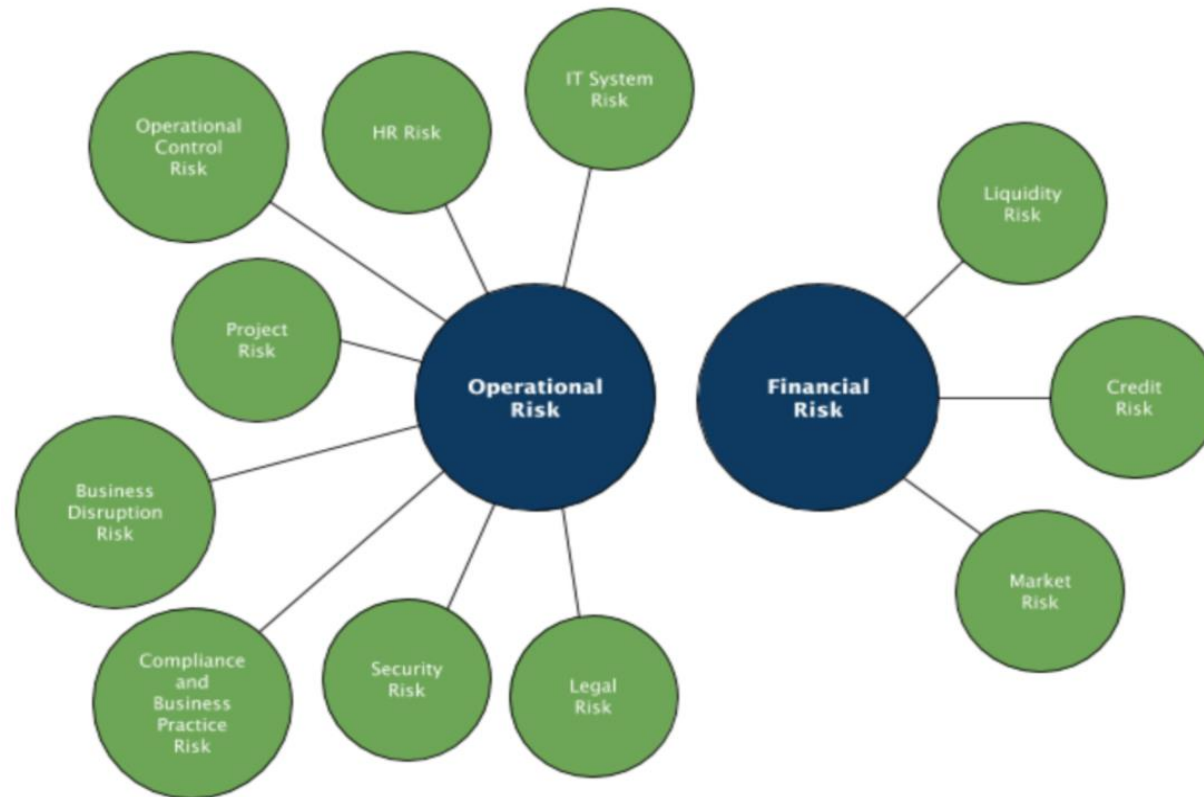 IT System
Risk
Operational
Control
Risk
HR Risk
Liquidity
Risk
Project
Risk
Operational
Risk
Financial
Risk
Credit
Risk
Business
Disruption
Risk
Market
Risk
Compliance
and
Business
Practice
Risk
Security
Risk
Legal
Risk